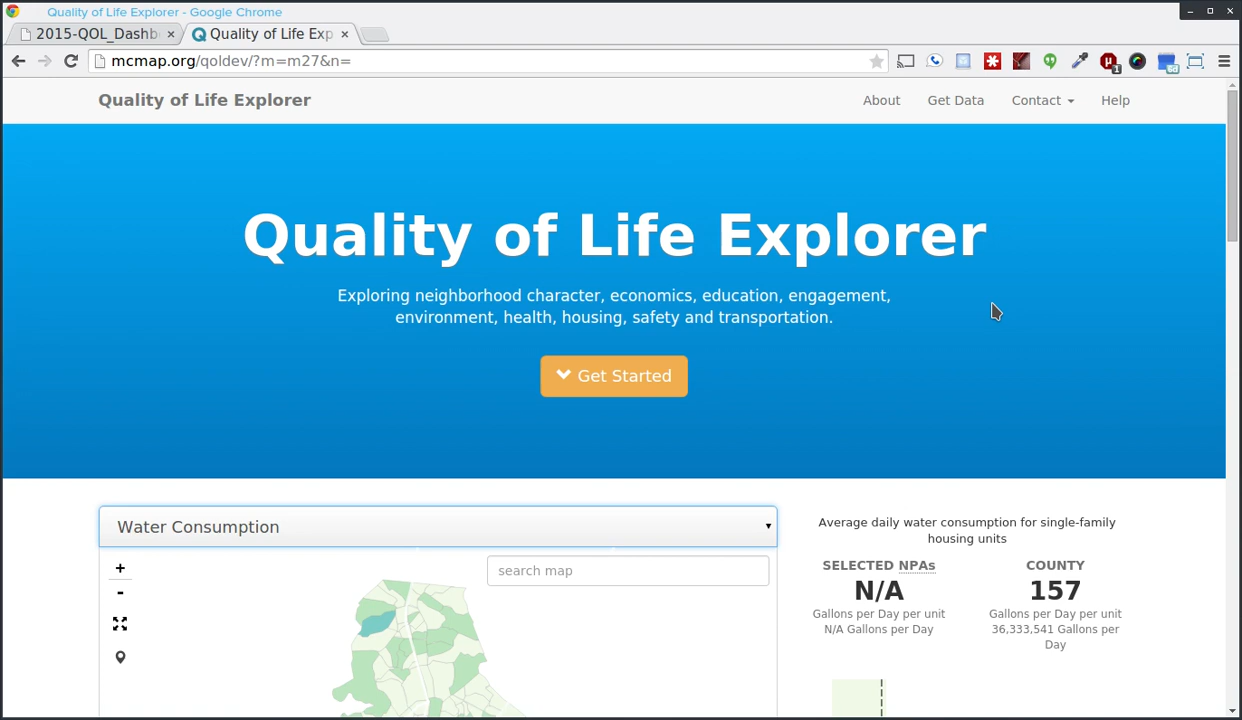 Quality of Life Explorer - Google Chrome
2015-QOL_Dashb
Quality of Life Exp
mcmap.org/qoldev/?m=m27&n=
Quality of Life Explorer
About
Get Data
Contact
Help
Quality of Life Explorer
Exploring neighborhood character, economics, education, engagement,
environment, health, housing, safety and transportation.
Get Started
Water Consumption
+
-
search map
Average daily water consumption for single-family
housing units
SELECTED NPAs
N/A
Gallons per Day per unit
N/A Gallons per Day
COUNTY
157
Gallons per Day per unit
36,333,541 Gallons per
Day